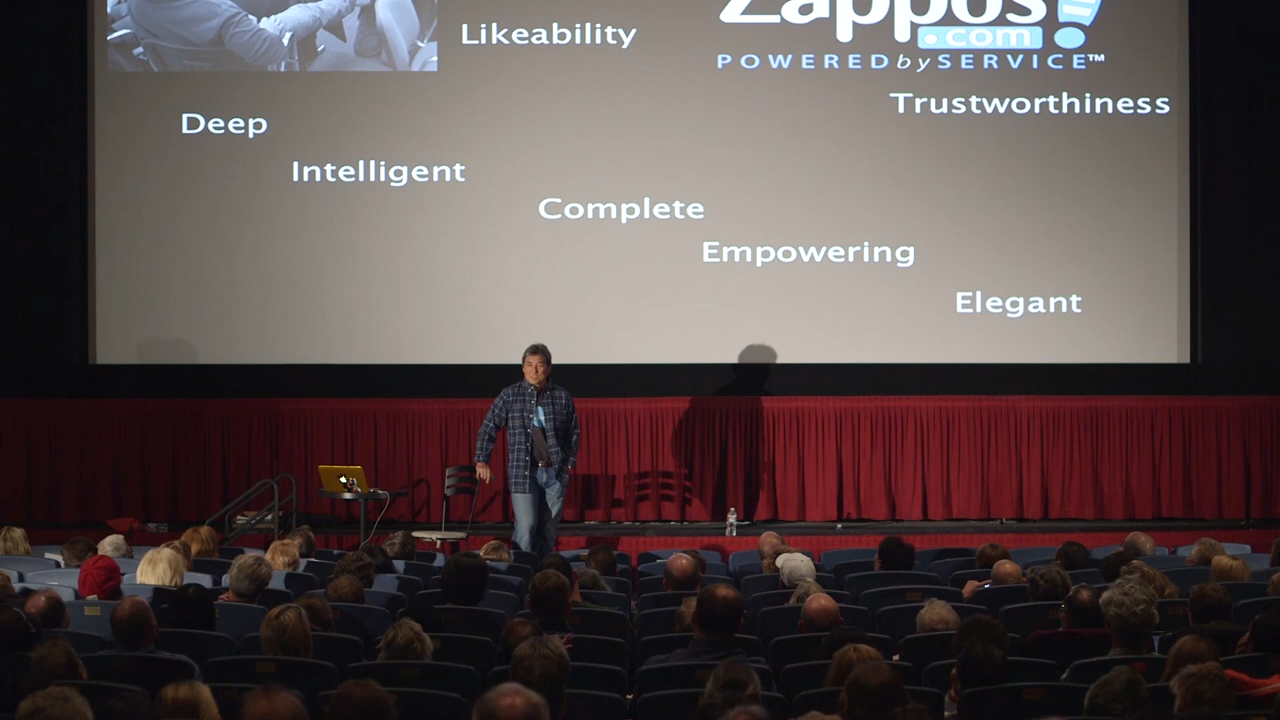 Likeability
Zappos!
.com
POWERED by SERVICE™
Trustworthiness
Deep
Intelligent
Complete
Empowering
Elegant